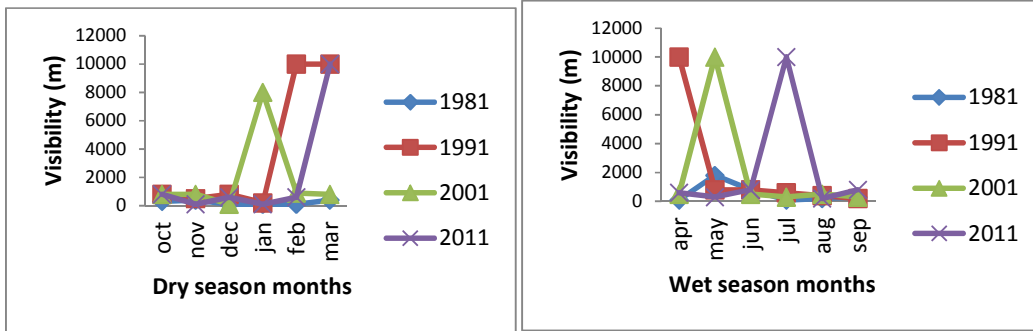 12000
10000
8000
6000
4000
2000
0
Visibility (m)
oct
nov
dec
jan
feb
mar
Dry season months
1981
1991
2001
2011
12000
10000
8000
6000
4000
2000
0
Visibility (m)
apr
may
jun
jul
aug
sep
Wet season months
1981
1991
2001
2011